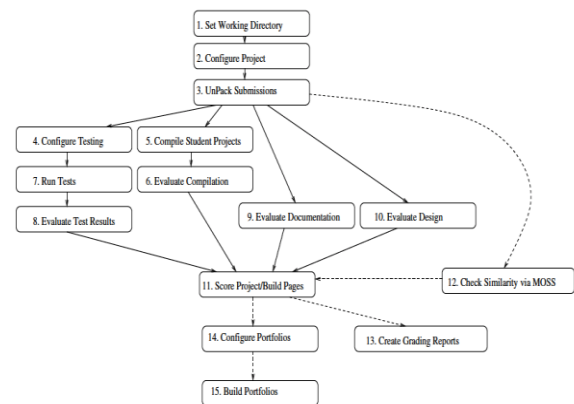 1. Set Working Directory
2. Configure Project
3. UnPack Submissions
4. Configure Testing
5. Compile Student Projects
7. Run Tests
6. Evaluate Compilation
8. Evaluate Test Results
9. Evaluate Documentation
10. Evaluate Design
11. Score Project/Build Pages
12. Check Similarity via MOSS
14. Configure Portfolios
13. Create Grading Reports
15. Build Portfolios